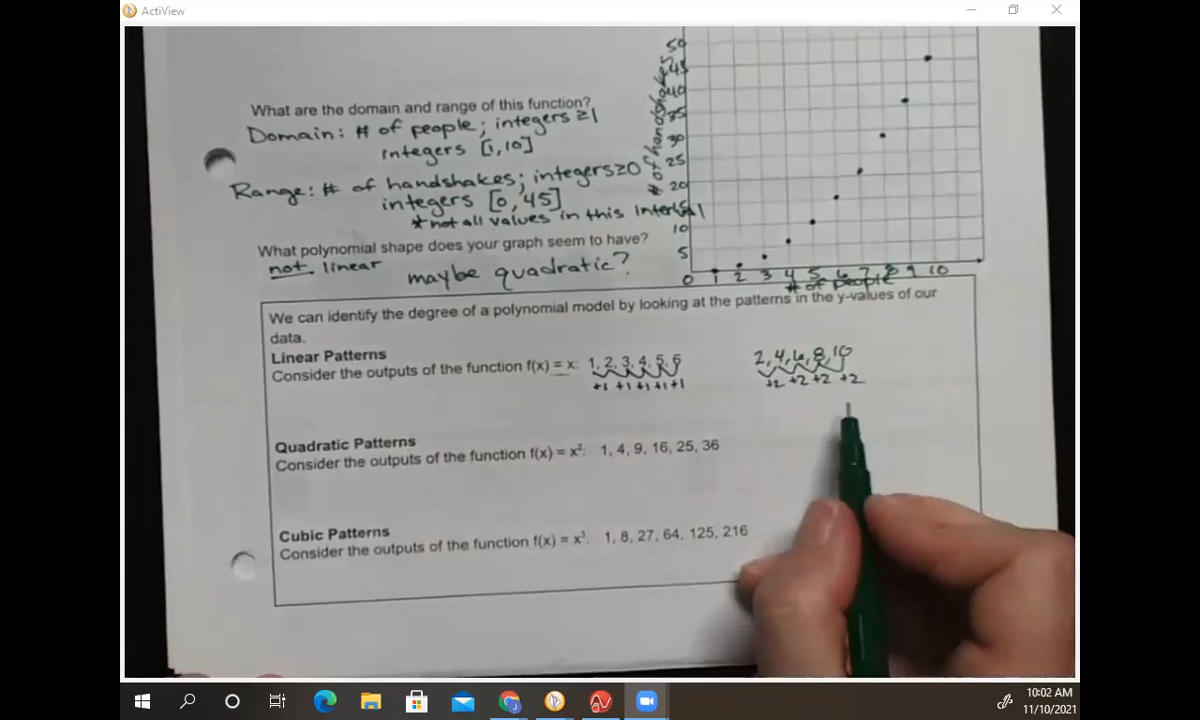 ActiView
What are the domain and range of this function?
Domain: # of people; integers ≥1
integers [1,10]
Range: # of handshakes; integers≥0
integers [0,45]
*not all values in this interval
What polynomial shape does your graph seem to have?
not linear maybe quadratic?
# of handshakes
50
45
40
35
30
25
20
15
10
5
0 1 2 3 4 5 6 7 8 9 10
# of people
We can identify the degree of a polynomial model by looking at the patterns in the y-values of our
data.
Linear Patterns
Consider the outputs of the function f(x) = x: 1, 2, 3, 4, 5, 6
+1 +1 +1 +1 +1
2, 4, 6, 8, 10
+2 +2 +2 +2
Quadratic Patterns
Consider the outputs of the function f(x) = x²: 1, 4, 9, 16, 25, 36
Cubic Patterns
Consider the outputs of the function f(x) = x³: 1, 8, 27, 64, 125, 216
10:02 AM
11/10/2021